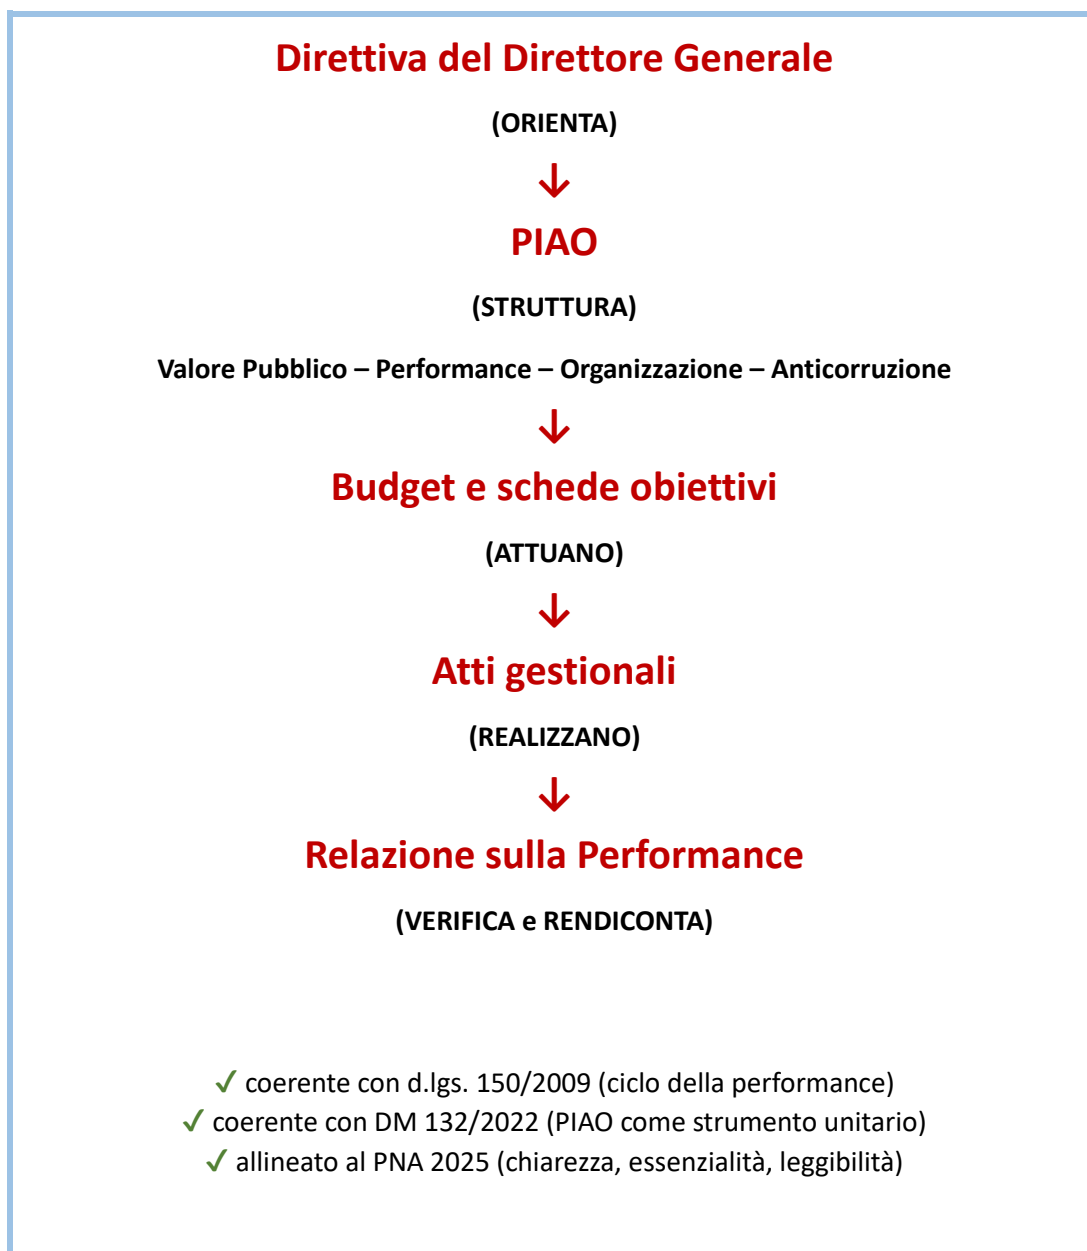 Direttiva del Direttore Generale
(ORIENTA)
↓
PIAO
(STRUTTURA)
Valore Pubblico – Performance – Organizzazione – Anticorruzione
↓
Budget e schede obiettivi
(ATTUANO)
↓
Atti gestionali
(REALIZZANO)
↓
Relazione sulla Performance
(VERIFICA e RENDICONTA)
✓ coerente con d.lgs. 150/2009 (ciclo della performance)
✓ coerente con DM 132/2022 (PIAO come strumento unitario)
✓ allineato al PNA 2025 (chiarezza, essenzialità, leggibilità)